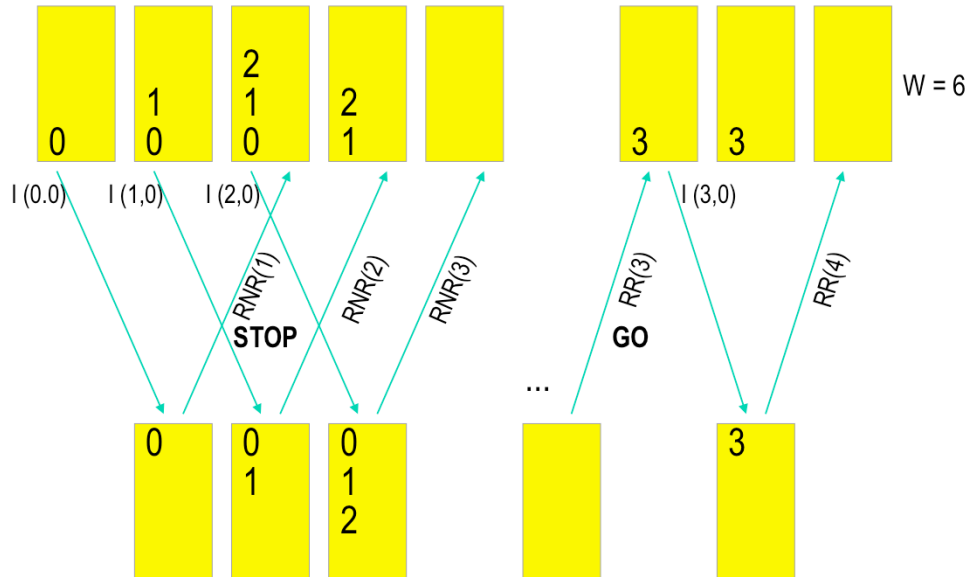 2
1
1
2
0
0
0
1
3
3
W = 6
I (0.0)
I (1,0)
I (2,0)
I (3,0)
RNR(1)
RNR(2)
RNR(3)
RR(3)
RR(4)
STOP
GO
...
0
0
1
0
1
2
3